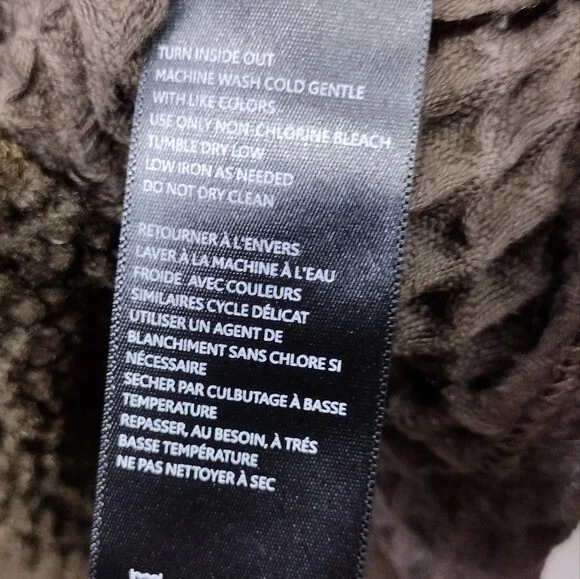 TURN INSIDE OUT
MACHINE WASH COLD GENTLE
WITH LIKE COLORS
USE ONLY NON-CHLORINE BLEACH
TUMBLE DRY LOW
LOW IRON AS NEEDED
DO NOT DRY CLEAN
RETOURNER À L'ENVERS
LAVER À LA MACHINE À L'EAU
FROIDE AVEC COULEURS
SIMILAIRES CYCLE DÉLICAT
UTILISER UN AGENT DE
BLANCHIMENT SANS CHLORE SI
NÉCESSAIRE
SECHER PAR CULBUTAGE À BASSE
TEMPERATURE
REPASSER, AU BESOIN, À TRÉS
BASSE TEMPÉRATURE
NE PAS NETTOYER À SEC